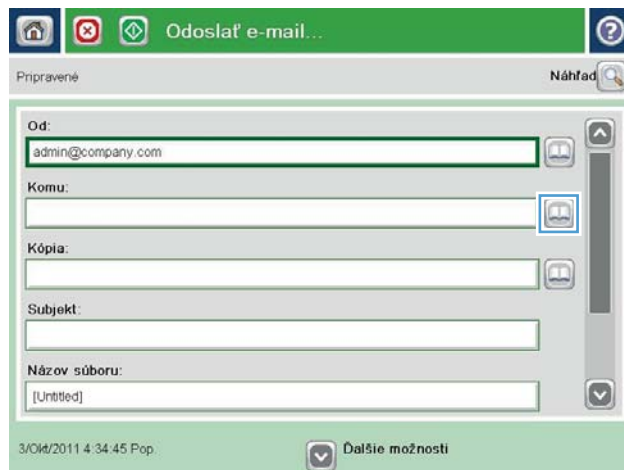 Odoslať e-mail...
Pripravené Náhľad
Od:
admin@company.com
Komu:
Kópia:
Subjekt:
Názov súboru:
[Untitled]
3/Okt/2011 4:34:45 Pop. Ďalšie možnosti